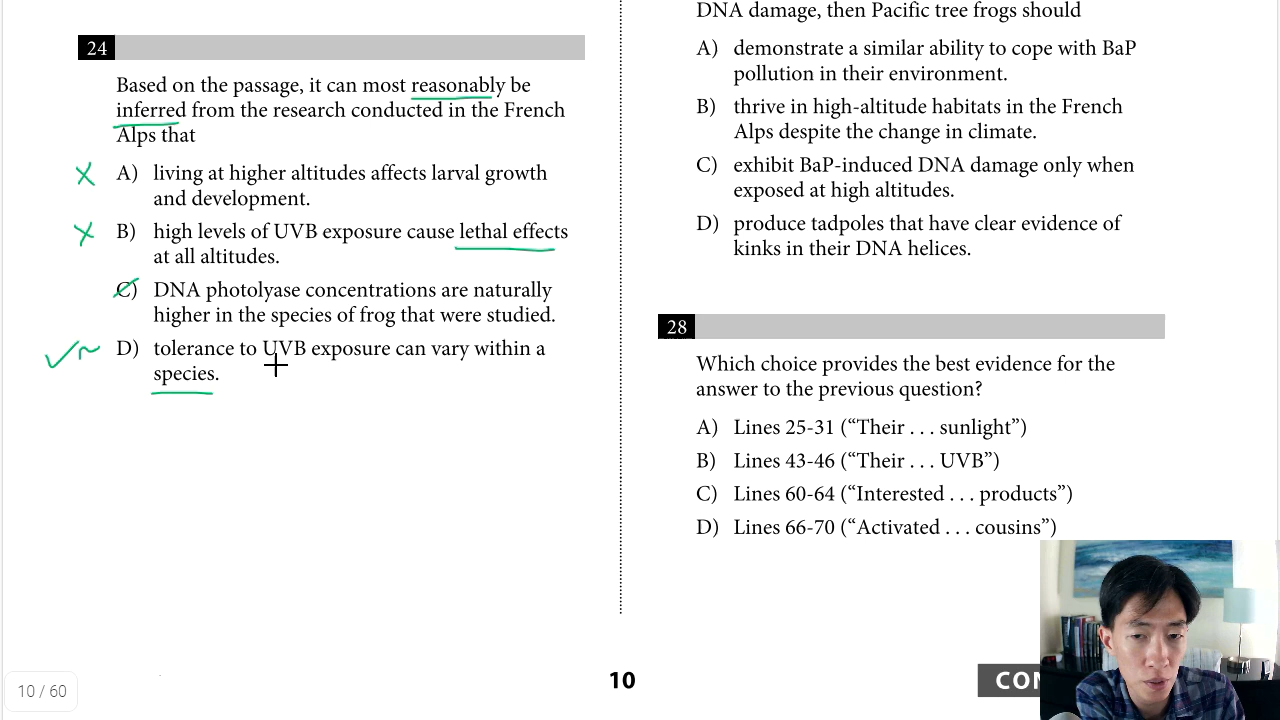 24
Based on the passage, it can most reasonably be
inferred from the research conducted in the French
Alps that
A) living at higher altitudes affects larval growth
and development.
B) high levels of UVB exposure cause lethal effects
at all altitudes.
C) DNA photolyase concentrations are naturally
higher in the species of frog that were studied.
D) tolerance to UVB exposure can vary within a
species.
DNA damage, then Pacific tree frogs should
A) demonstrate a similar ability to cope with BaP
pollution in their environment.
B) thrive in high-altitude habitats in the French
Alps despite the change in climate.
C) exhibit BaP-induced DNA damage only when
exposed at high altitudes.
D) produce tadpoles that have clear evidence of
kinks in their DNA helices.
28
Which choice provides the best evidence for the
answer to the previous question?
A) Lines 25-31 (“Their . . . sunlight”)
B) Lines 43-46 (“Their . . . UVB”)
C) Lines 60-64 (“Interested . . . products”)
D) Lines 66-70 (“Activated . . . cousins”)
10 / 60
10